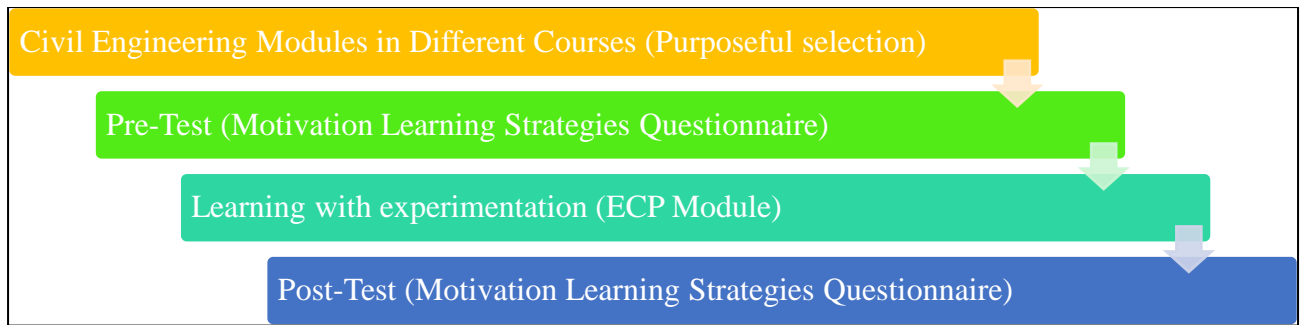 Civil Engineering Modules in Different Courses (Purposeful selection)
Pre-Test (Motivation Learning Strategies Questionnaire)
Learning with experimentation (ECP Module)
Post-Test (Motivation Learning Strategies Questionnaire)